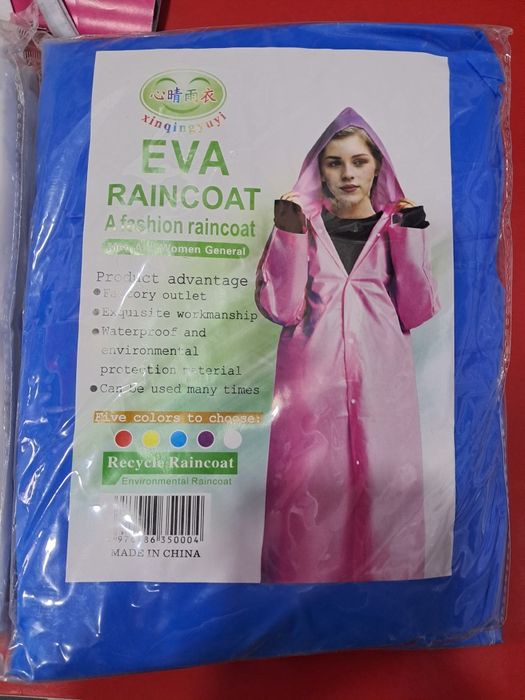 心晴雨衣
xinqingyuyi
EVA
RAINCOAT
A fashion raincoat
Women General
Product advantage
Factory outlet
Exquisite workmanship
Waterproof and
environmental
protection material
Can be used many times
Five colors to choose:
Recycle Raincoat
Environmental Raincoat
350004
MADE IN CHINA